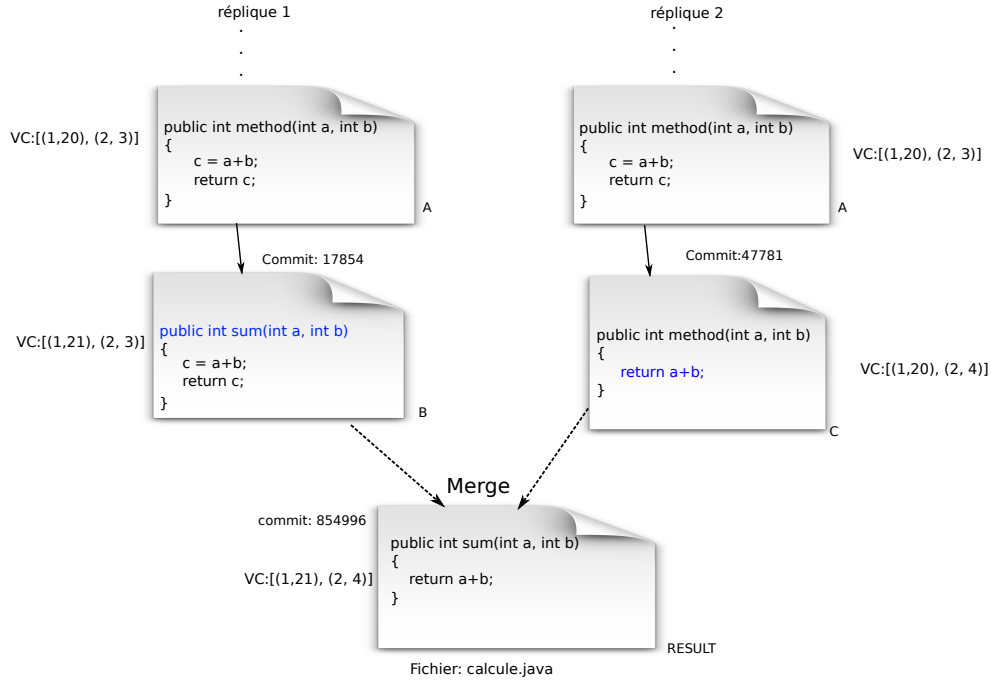 réplique 1
réplique 2
.
.
.
.
.
.
VC:[(1,20), (2, 3)]
public int method(int a, int b)
{
c = a+b;
return c;
}
A
public int method(int a, int b)
{
c = a+b;
return c;
}
A
VC:[(1,20), (2, 3)]
Commit: 17854
Commit:47781
VC:[(1,21), (2, 3)]
public int sum(int a, int b)
{
c = a+b;
return c;
}
B
public int method(int a, int b)
{
return a+b;
}
C
VC:[(1,20), (2, 4)]
Merge
commit: 854996
VC:[(1,21), (2, 4)]
public int sum(int a, int b)
{
return a+b;
}
RESULT
Fichier: calcule.java